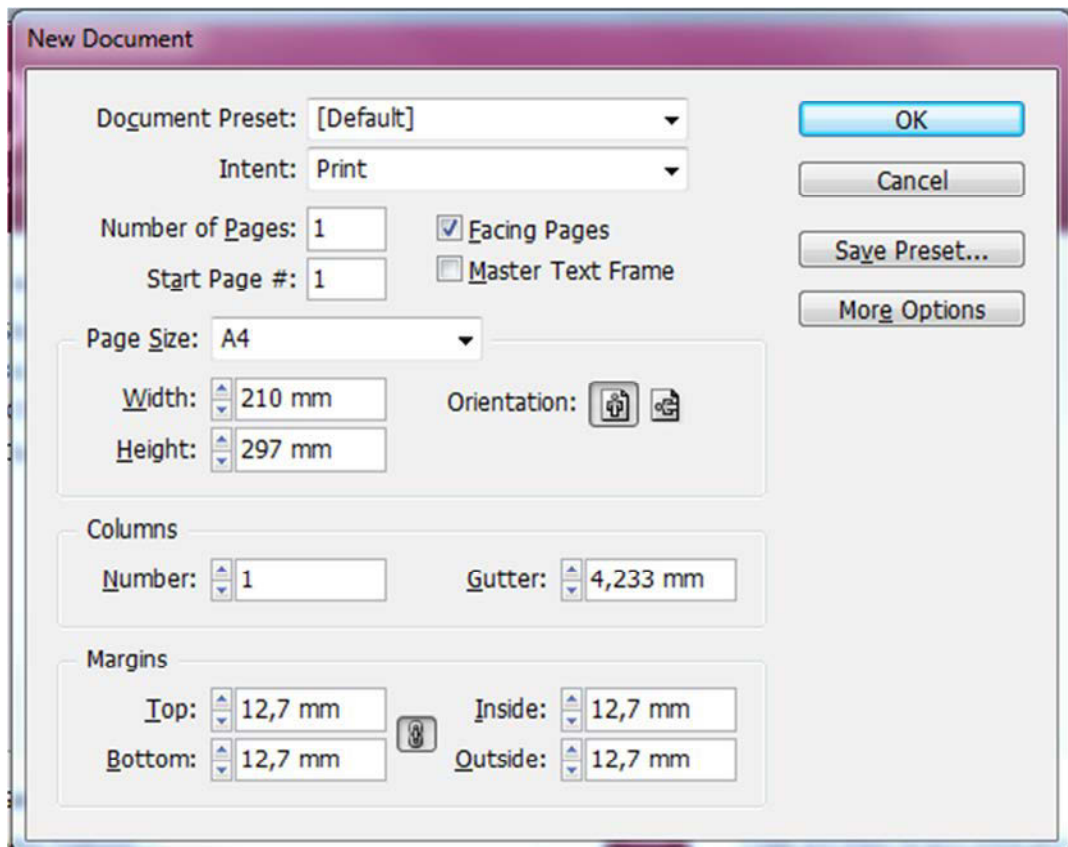 New Document
Document Preset: [Default]
OK
Intent: Print
Cancel
Number of Pages: 1
Facing Pages
Save Preset...
Start Page #: 1
Master Text Frame
More Options
Page Size: A4
Width: 210 mm
Orientation:
Height: 297 mm
Columns
Number: 1
Gutter: 4,233 mm
Margins
Top: 12,7 mm
Inside: 12,7 mm
Bottom: 12,7 mm
Outside: 12,7 mm